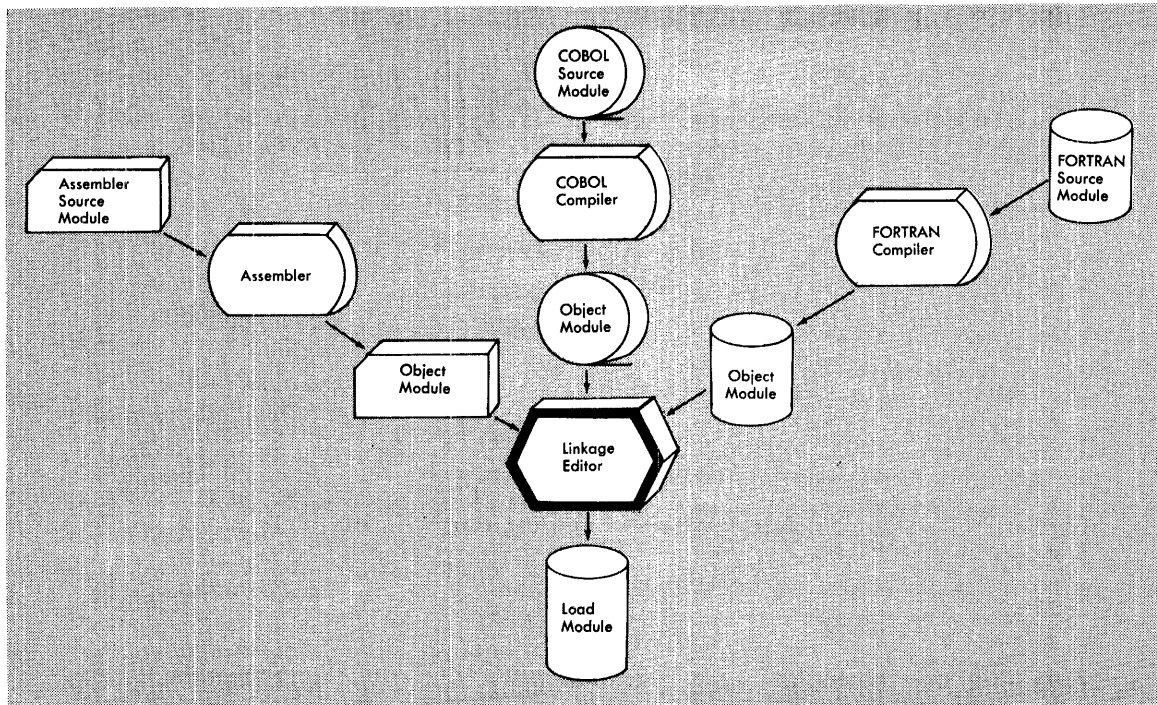 COBOL
Source
Module
COBOL
Compiler
FORTRAN
Source
Module
Assembler
Source
Module
FORTRAN
Compiler
Assembler
Object
Module
Object
Module
Object
Module
Linkage
Editor
Load
Module